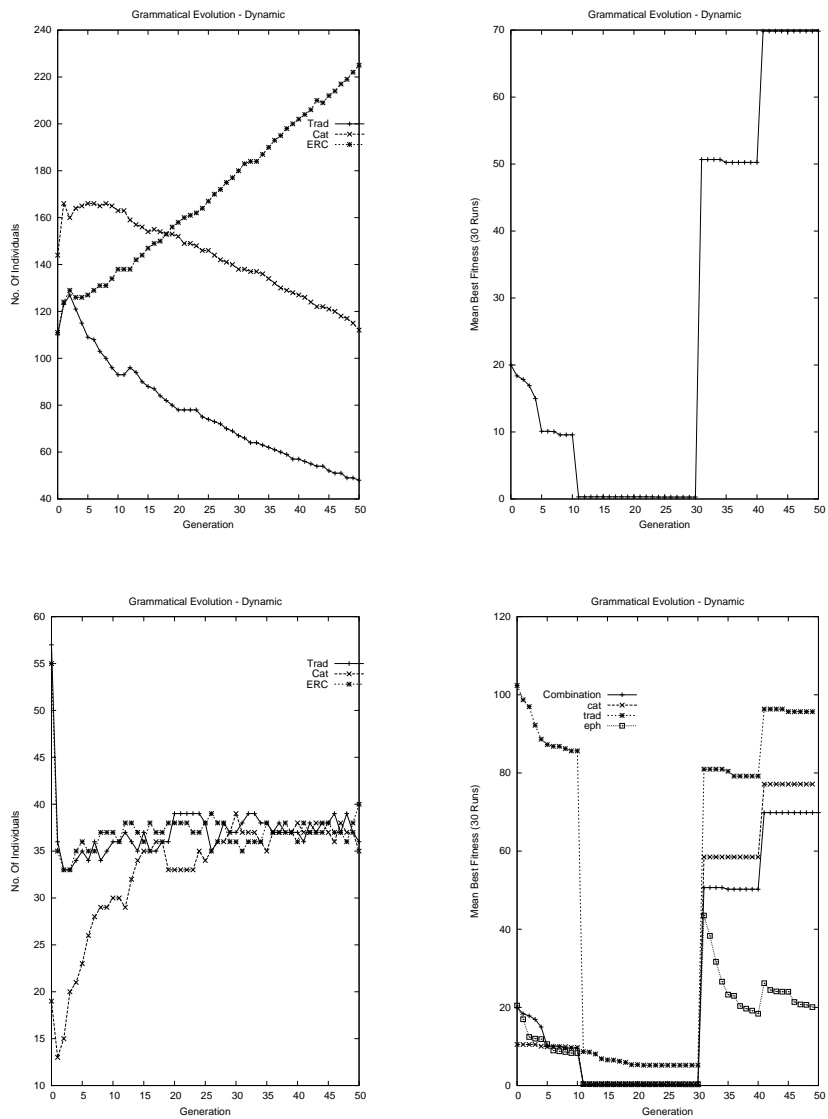 Grammatical Evolution - Dynamic
240
220
200
180
160
140
120
100
80
60
40
No. Of Individuals
Trad
Cat
ERC
0 5 10 15 20 25 30 35 40 45 50
Generation
Grammatical Evolution - Dynamic
70
60
50
40
30
20
10
0
Mean Best Fitness (30 Runs)
0 5 10 15 20 25 30 35 40 45 50
Generation
Grammatical Evolution - Dynamic
60
55
50
45
40
35
30
25
20
15
10
No. Of Individuals
Trad
Cat
ERC
0 5 10 15 20 25 30 35 40 45 50
Generation
Grammatical Evolution - Dynamic
120
100
80
60
40
20
0
Mean Best Fitness (30 Runs)
Combination
cat
trad
eph
0 5 10 15 20 25 30 35 40 45 50
Generation